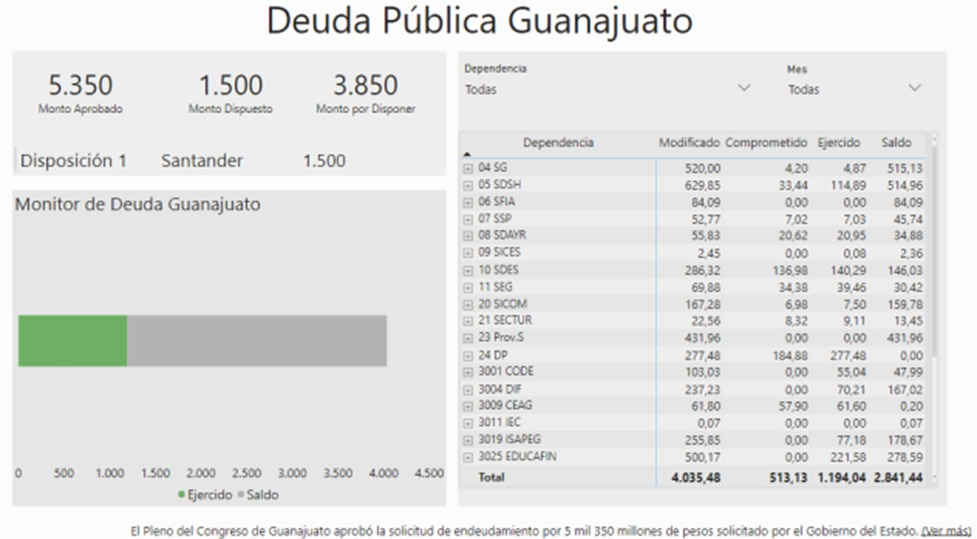 Deuda Pública Guanajuato
5.350 1.500 3.850
Monto Aprobado Monto Dispuesto Monto por Disponer
Disposición 1 Santander 1.500
Monitor de Deuda Guanajuato
0 500 1.000 1.500 2.000 2.500 3.000 3.500 4.000 4.500
Ejercido Saldo
Dependencia Mes
Todas Todas
Dependencia Modificado Comprometido Ejercido Saldo
04 SG 520,00 4,20 4,87 515,13
05 SDSH 629,85 33,44 114,89 514,96
06 SFIA 84,09 0,00 0,00 84,09
07 SSP 52,77 7,02 7,03 45,74
08 SDAYR 55,83 20,62 20,95 34,88
09 SICES 2,45 0,00 0,08 2,36
10 SDES 286,32 136,98 140,29 146,03
11 SEG 69,88 34,38 39,46 30,42
20 SICOM 167,28 6,98 7,50 159,78
21 SECTUR 22,56 8,32 9,11 13,45
23 Prov.S 431,96 0,00 0,00 431,96
24 DP 277,48 184,88 277,48 0,00
3001 CODE 103,03 0,00 55,04 47,99
3004 DIF 237,23 0,00 70,21 167,02
3009 CEAG 61,80 57,90 61,60 0,20
3011 IEC 0,07 0,00 0,00 0,07
3019 ISAPEG 255,85 0,00 77,18 178,67
3025 EDUCAFIN 500,17 0,00 221,58 278,59
Total 4.035,48 513,13 1.194,04 2.841,44
El Pleno del Congreso de Guanajuato aprobó la solicitud de endeudamiento por 5 mil 350 millones de pesos solicitado por el Gobierno del Estado. (Ver más)